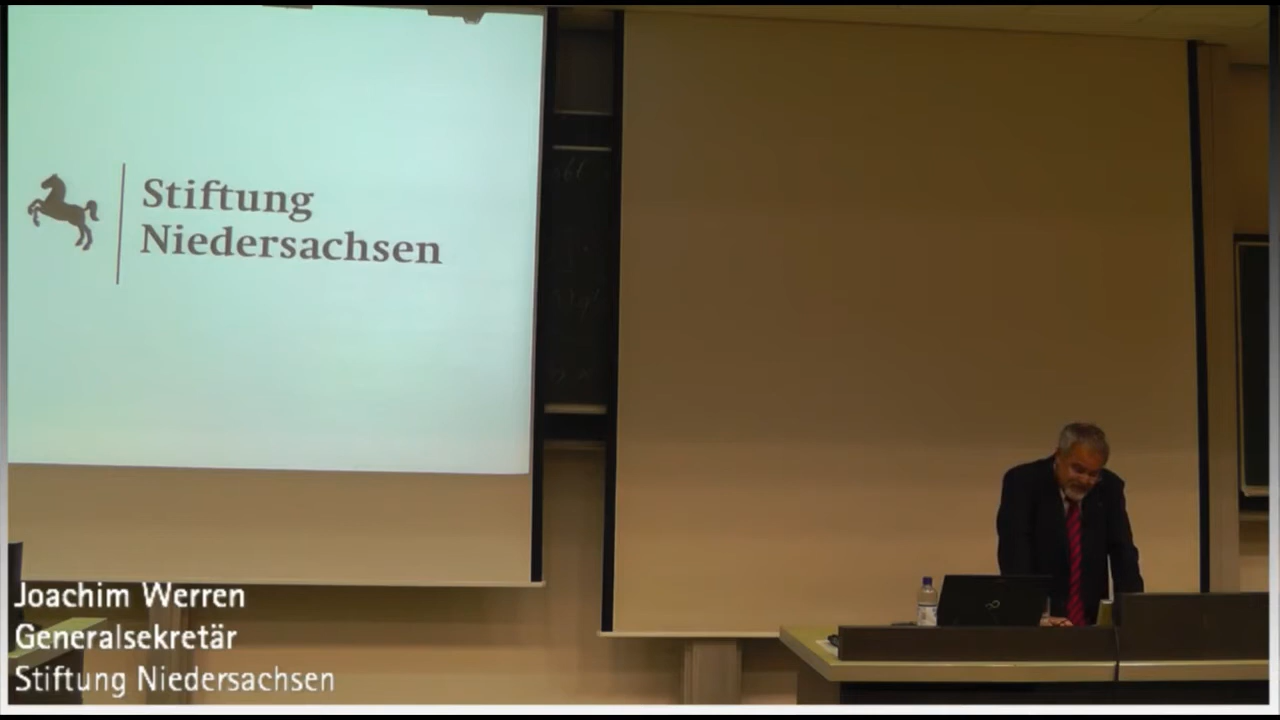 Stiftung
Niedersachsen
Joachim Werren
Generalsekretär
Stiftung Niedersachsen